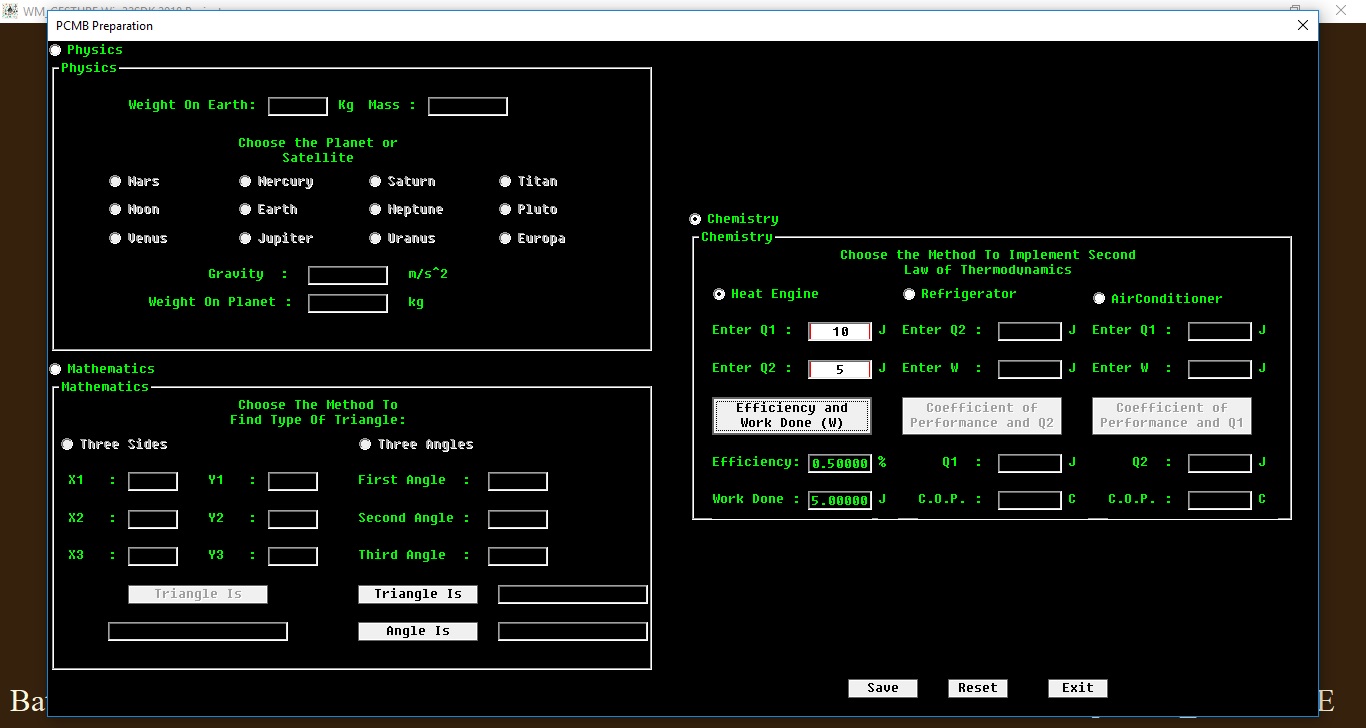 PCMB Preparation
Physics
Physics
Weight On Earth: Kg Mass :
Choose the Planet or
Satellite
Mars Mercury Saturn Titan
Moon Earth Neptune Pluto
Venus Jupiter Uranus Europa
Gravity : m/s^2
Weight On Planet : kg
Mathematics
Mathematics
Choose The Method To
Find Type Of Triangle:
Three Sides Three Angles
X1 : Y1 : First Angle :
X2 : Y2 : Second Angle :
X3 : Y3 : Third Angle :
Triangle Is Triangle Is
Angle Is
Chemistry
Chemistry
Choose the Method To Implement Second
Law of Thermodynamics
Heat Engine Refrigerator AirConditioner
Enter Q1 : 10 J Enter Q2 : J Enter Q1 : J
Enter Q2 : 5 J Enter W : J Enter W : J
Efficiency and
Work Done (W)
Coefficient of
Performance and Q2
Coefficient of
Performance and Q1
Efficiency: 0.50000 % Q1 : J Q2 : J
Work Done : 5.00000 J C.O.P. : C C.O.P. : C
Save Reset Exit